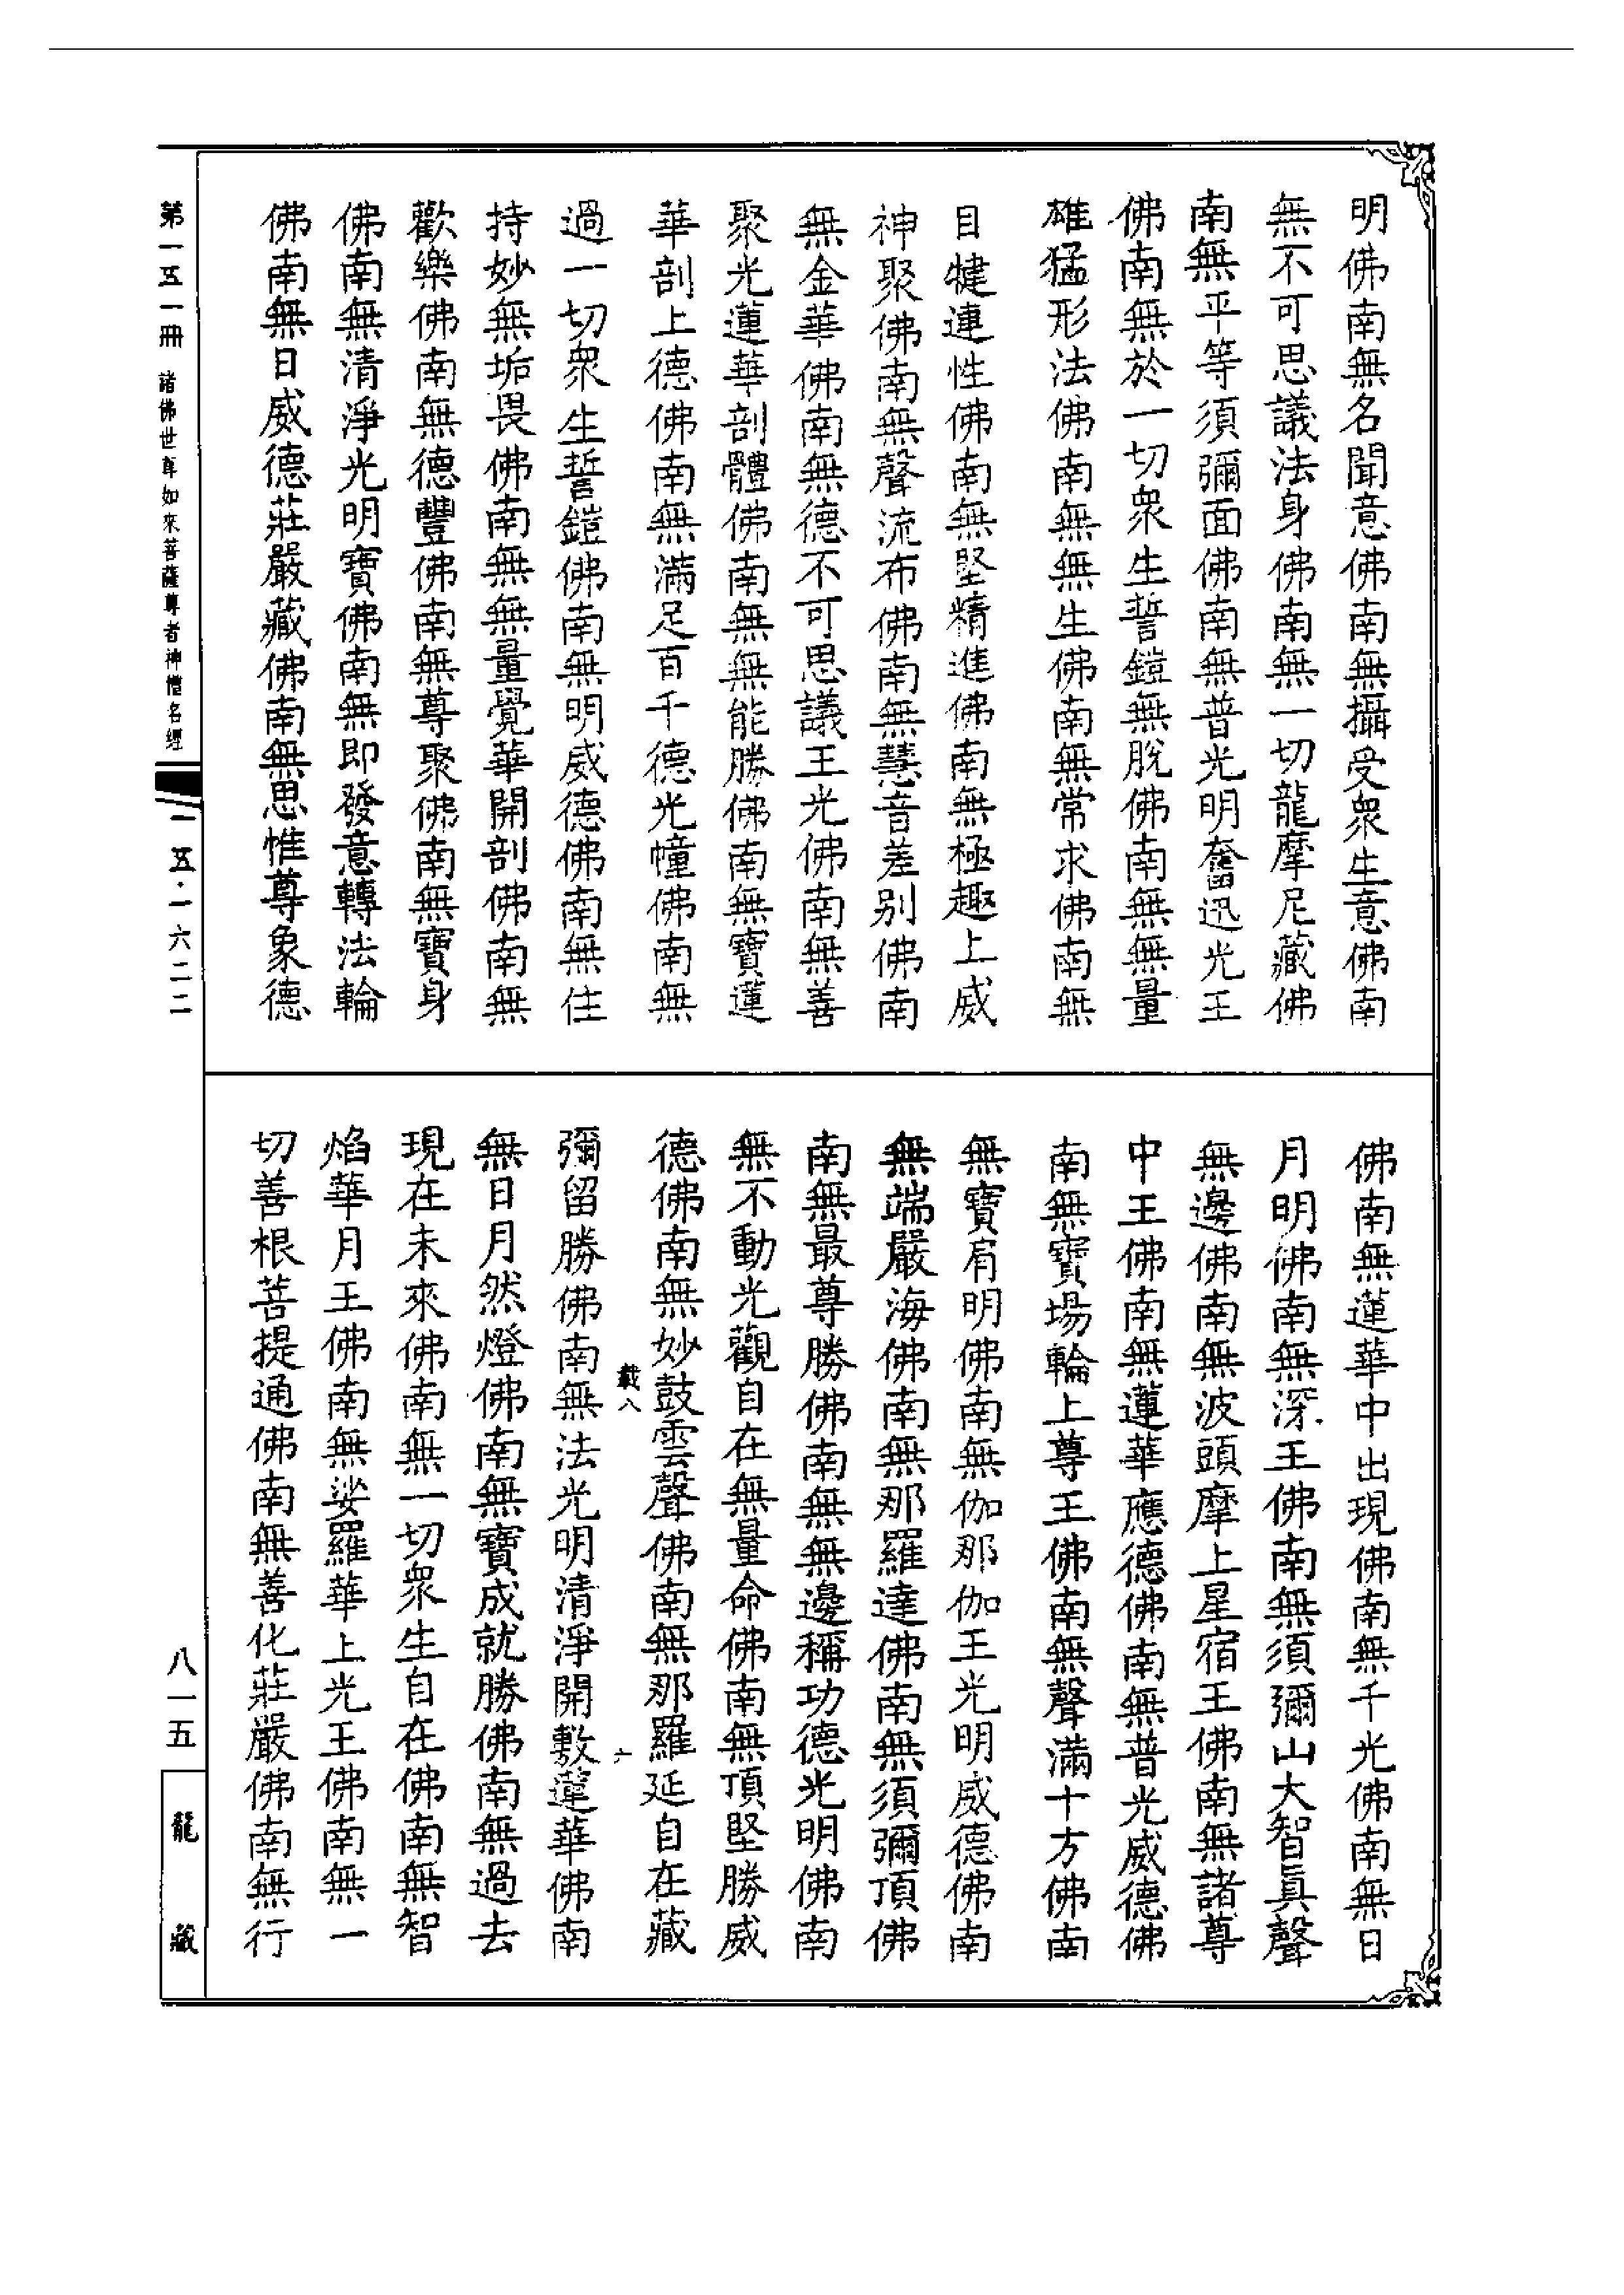 明佛南無名聞意佛南無攝受眾生意佛南
無不可思議法身佛南無一切龍摩尼藏佛
南無平等須彌面佛南無普光明奮迅光王
佛南無於一切眾生誓鎧無脫佛南無無量
雄猛形法佛南無無生佛南無常求佛南無
目犍連性佛南無堅精進佛南無極趣上威
神聚佛南無聲流布佛南無慧音差別佛南
無金華佛南無德不可思議王光佛南無善
聚光蓮華剖體佛南無無能勝佛南無寶蓮
華剖上德佛南無滿足百千德光幢佛南無
過一切眾生誓鎧佛南無明威德佛南無住
持妙無垢畏佛南無無量覺華開剖佛南無
歡樂佛南無德豐佛南無尊聚佛南無寶身
佛南無清淨光明寶佛南無即發意轉法輪
佛南無日威德莊嚴藏佛南無思惟尊象德
佛南無蓮華中出現佛南無千光佛南無日
月明佛南無深王佛南無須彌山大智真聲
無邊佛南無波頭摩上星宿王佛南無諸尊
中王佛南無蓮華應德佛南無普光威德佛
南無寶場輪上尊王佛南無聲滿十方佛南
無寶肩明佛南無伽那伽王光明威德佛南
無端嚴海佛南無那羅達佛南無須彌頂佛
南無最尊勝佛南無無邊稱功德光明佛南
無不動光觀自在無量命佛南無頂堅勝威
德佛南無妙鼓雲聲佛南無那羅延自在藏
載八 六
彌留勝佛南無法光明清淨開敷蓮華佛南
無日月然燈佛南無寶成就勝佛南無過去
現在未來佛南無一切眾生自在佛南無智
焰華月王佛南無娑羅華上光王佛南無一
切善根菩提通佛南無善化莊嚴佛南無行
第一五一冊 諸佛世尊如來菩薩尊者神僧名經
一五·一六二二
八一五
龍藏